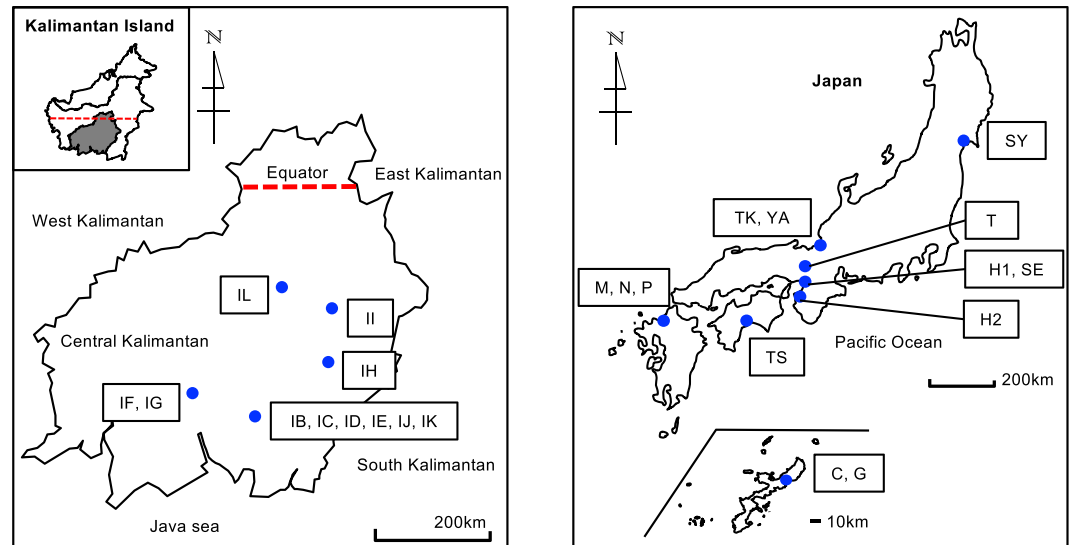 Kalimantan Island
N
Equator
East Kalimantan
West Kalimantan
IL
II
Central Kalimantan
IH
IF, IG
IB, IC, ID, IE, IJ, IK
South Kalimantan
Java sea
200km
N
Japan
SY
TK, YA
T
H1, SE
M, N, P
H2
Pacific Ocean
TS
200km
C, G
10km